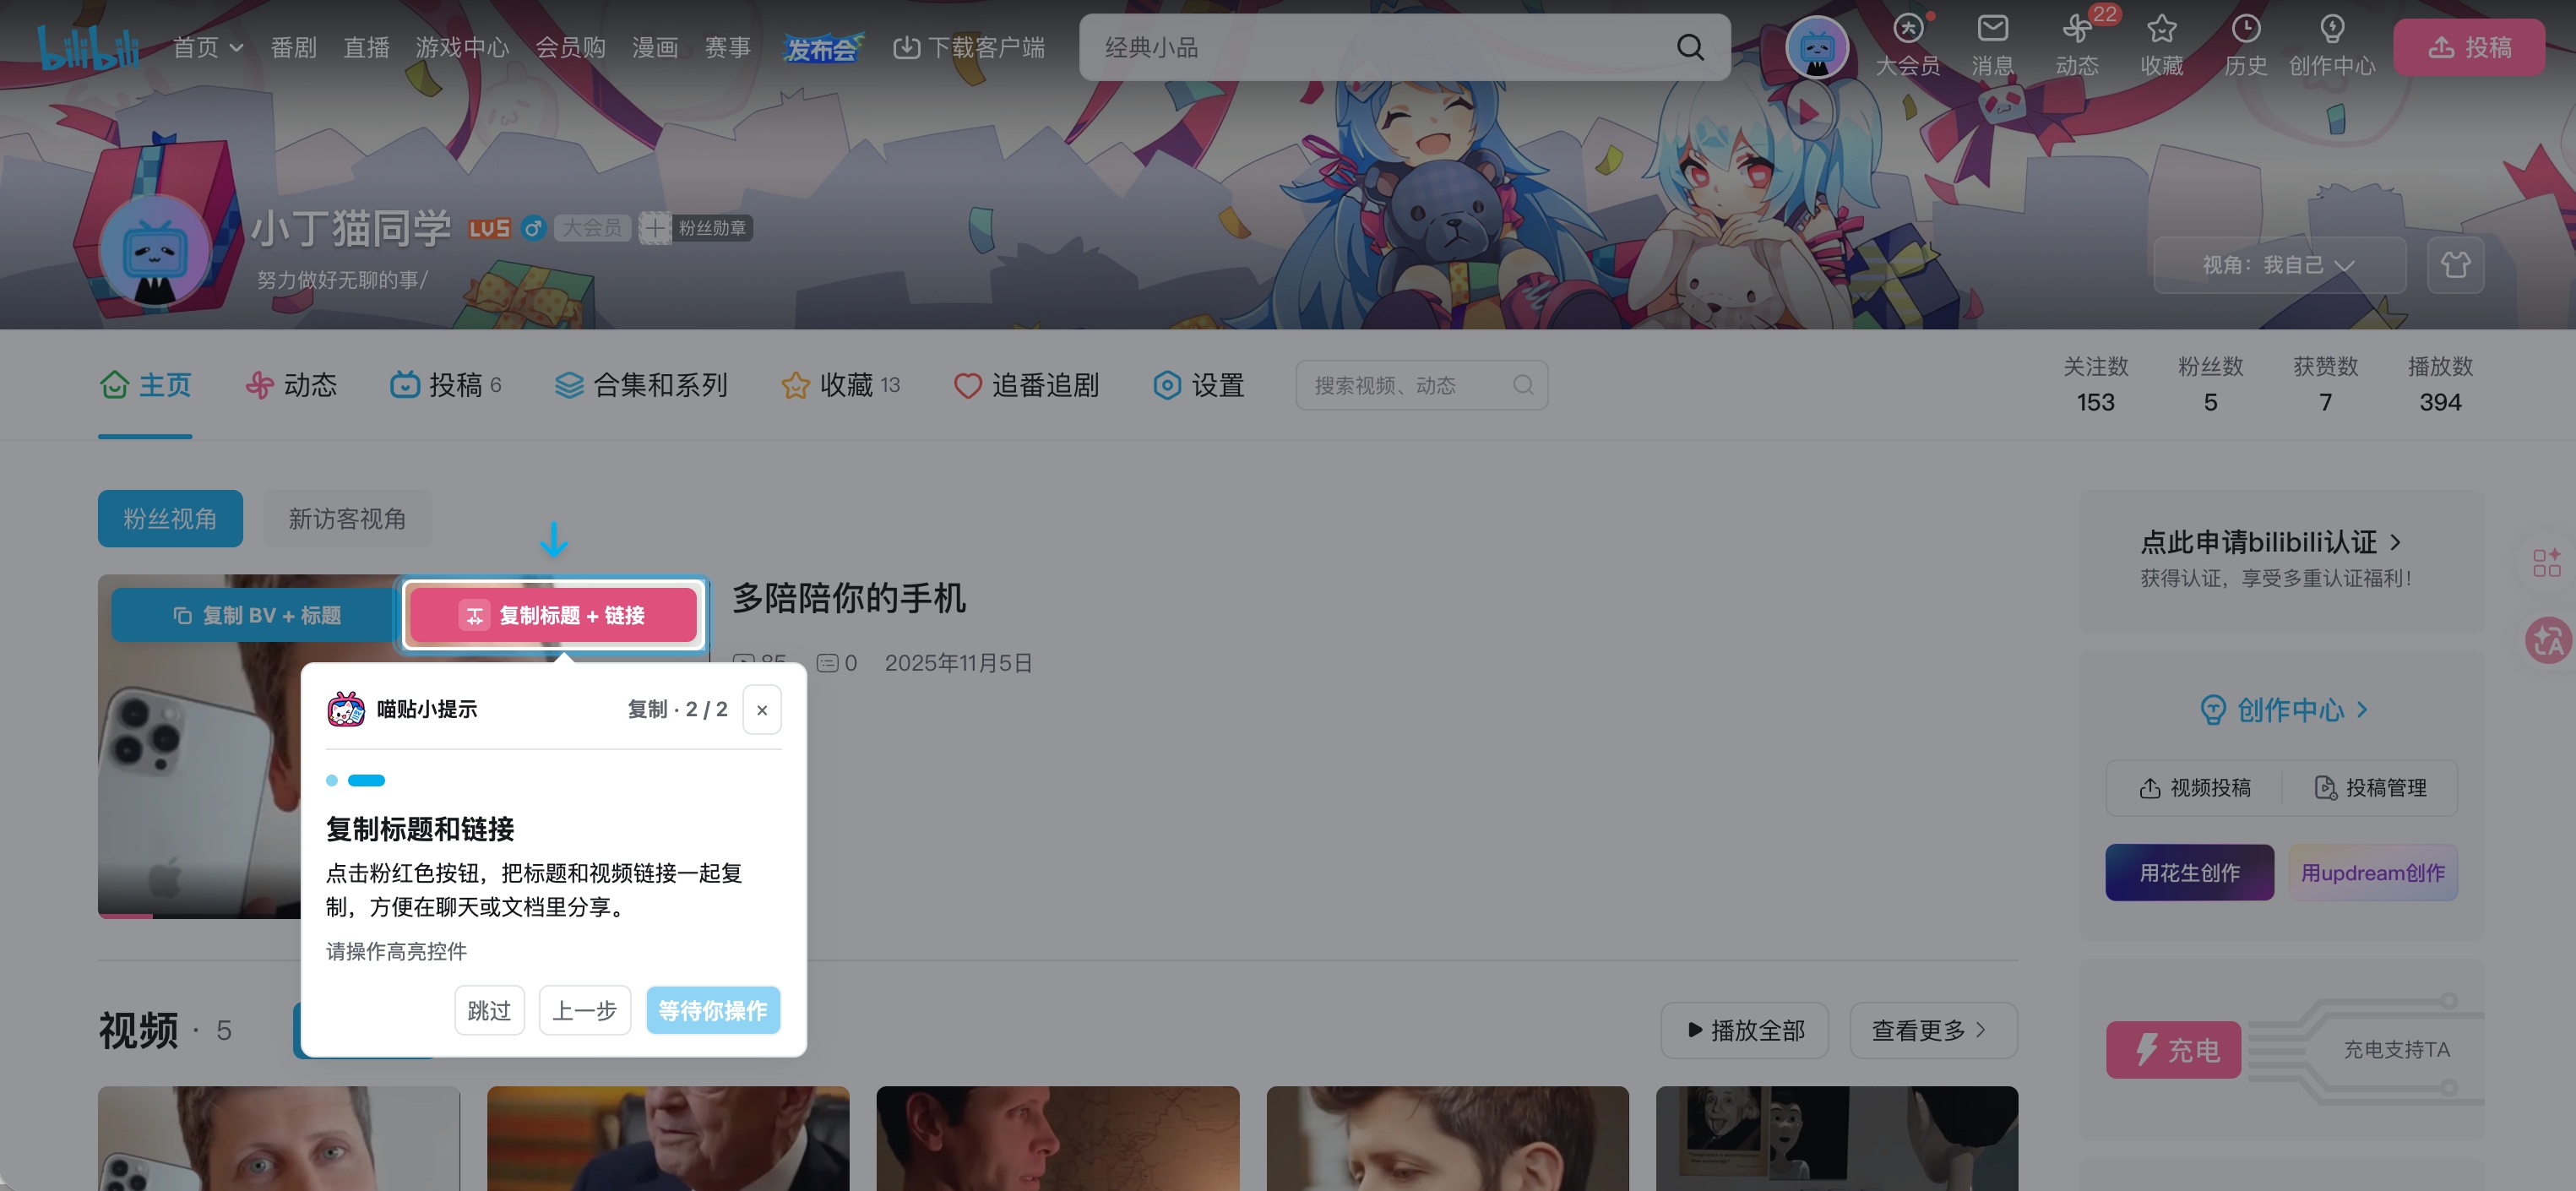 bilibili
首页
番剧
直播
游戏中心
会员购
漫画
赛事
发布会
下载客户端
经典小品
大会员
消息
22
动态
收藏
历史
创作中心
投稿
小丁猫同学
LV5
大会员
粉丝勋章
努力做好无聊的事/
视角：我自己
主页
动态
投稿 6
合集和系列
收藏 13
追番追剧
设置
搜索视频、动态
关注数
153
粉丝数
5
获赞数
7
播放数
394
粉丝视角
新访客视角
复制 BV + 标题
复制标题 + 链接
多陪陪你的手机
85
0
2025年11月5日
喵贴小提示
复制 · 2 / 2
×
复制标题和链接
点击粉红色按钮，把标题和视频链接一起复
制，方便在聊天或文档里分享。
请操作高亮控件
跳过
上一步
等待你操作
点此申请bilibili认证
获得认证，享受多重认证福利！
创作中心
视频投稿
投稿管理
用花生创作
用updream创作
视频 · 5
播放全部
查看更多
充电
充电支持TA